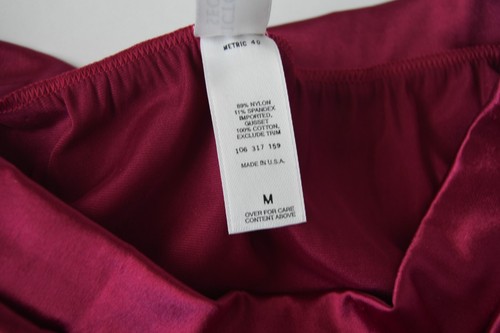 METRIC 40
89% NYLON
11% SPANDEX
IMPORTED,
GUSSET
100% COTTON,
EXCLUDE TRIM
106 317 159
MADE IN U.S.A.
M
OVER FOR CARE
CONTENT ABOVE